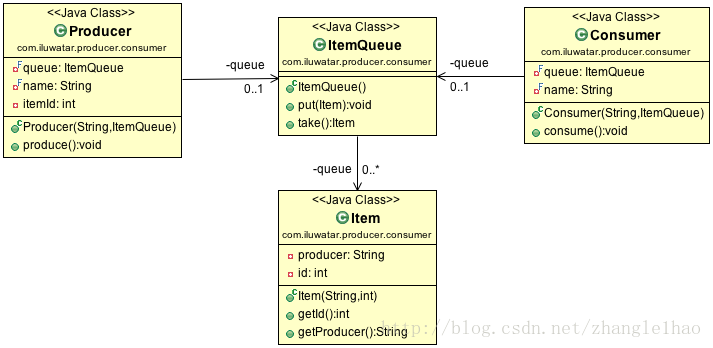 <<Java Class>>
Producer
com.iluwatar.producer.consumer
queue: ItemQueue
name: String
itemId: int
Producer(String,ItemQueue)
produce():void
-queue
0..1
<<Java Class>>
ItemQueue
com.iluwatar.producer.consumer
ItemQueue()
put(Item):void
take():Item
-queue
0..1
<<Java Class>>
Consumer
com.iluwatar.producer.consumer
queue: ItemQueue
name: String
Consumer(String,ItemQueue)
consume():void
-queue
0..*
<<Java Class>>
Item
com.iluwatar.producer.consumer
producer: String
id: int
Item(String,int)
getId():int
getProducer():String
http://blog.csdn.net/zhanglei1hao